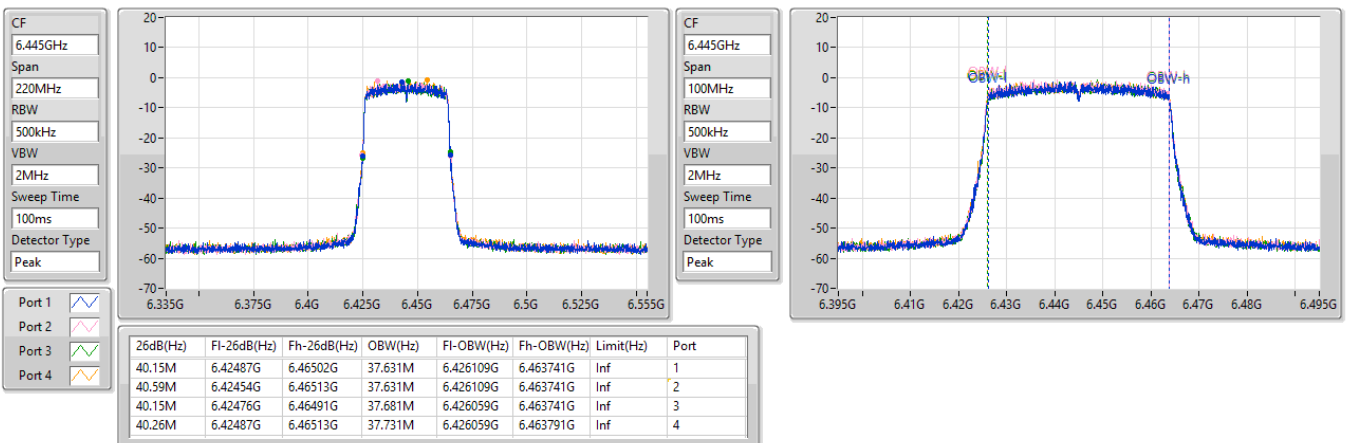 CF
6.445GHz
Span
220MHz
RBW
500kHz
VBW
2MHz
Sweep Time
100ms
Detector Type
Peak
20
10
0
-10
-20
-30
-40
-50
-60
-70
6.335G 6.375G 6.4G 6.425G 6.45G 6.475G 6.5G 6.525G 6.555G
CF
6.445GHz
Span
100MHz
RBW
500kHz
VBW
2MHz
Sweep Time
100ms
Detector Type
Peak
20
10
0
-10
-20
-30
-40
-50
-60
-70
OBW-l OBW-h
6.395G 6.41G 6.42G 6.43G 6.44G 6.45G 6.46G 6.47G 6.48G 6.495G
Port 1
Port 2
Port 3
Port 4
26dB(Hz) Fl-26dB(Hz) Fh-26dB(Hz) OBW(Hz) Fl-OBW(Hz) Fh-OBW(Hz) Limit(Hz) Port
40.15M 6.42487G 6.46502G 37.631M 6.426109G 6.463741G Inf 1
40.59M 6.42454G 6.46513G 37.631M 6.426109G 6.463741G Inf 2
40.15M 6.42476G 6.46491G 37.681M 6.426059G 6.463741G Inf 3
40.26M 6.42487G 6.46513G 37.731M 6.426059G 6.463791G Inf 4